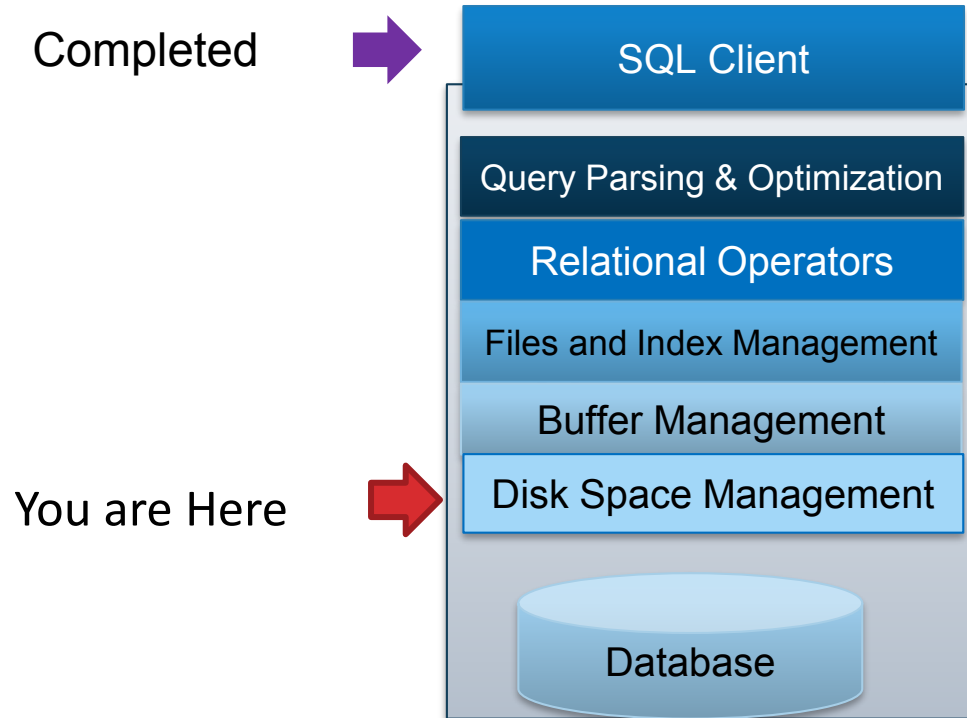 Completed
SQL Client
Query Parsing & Optimization
Relational Operators
Files and Index Management
Buffer Management
You are Here
Disk Space Management
Database